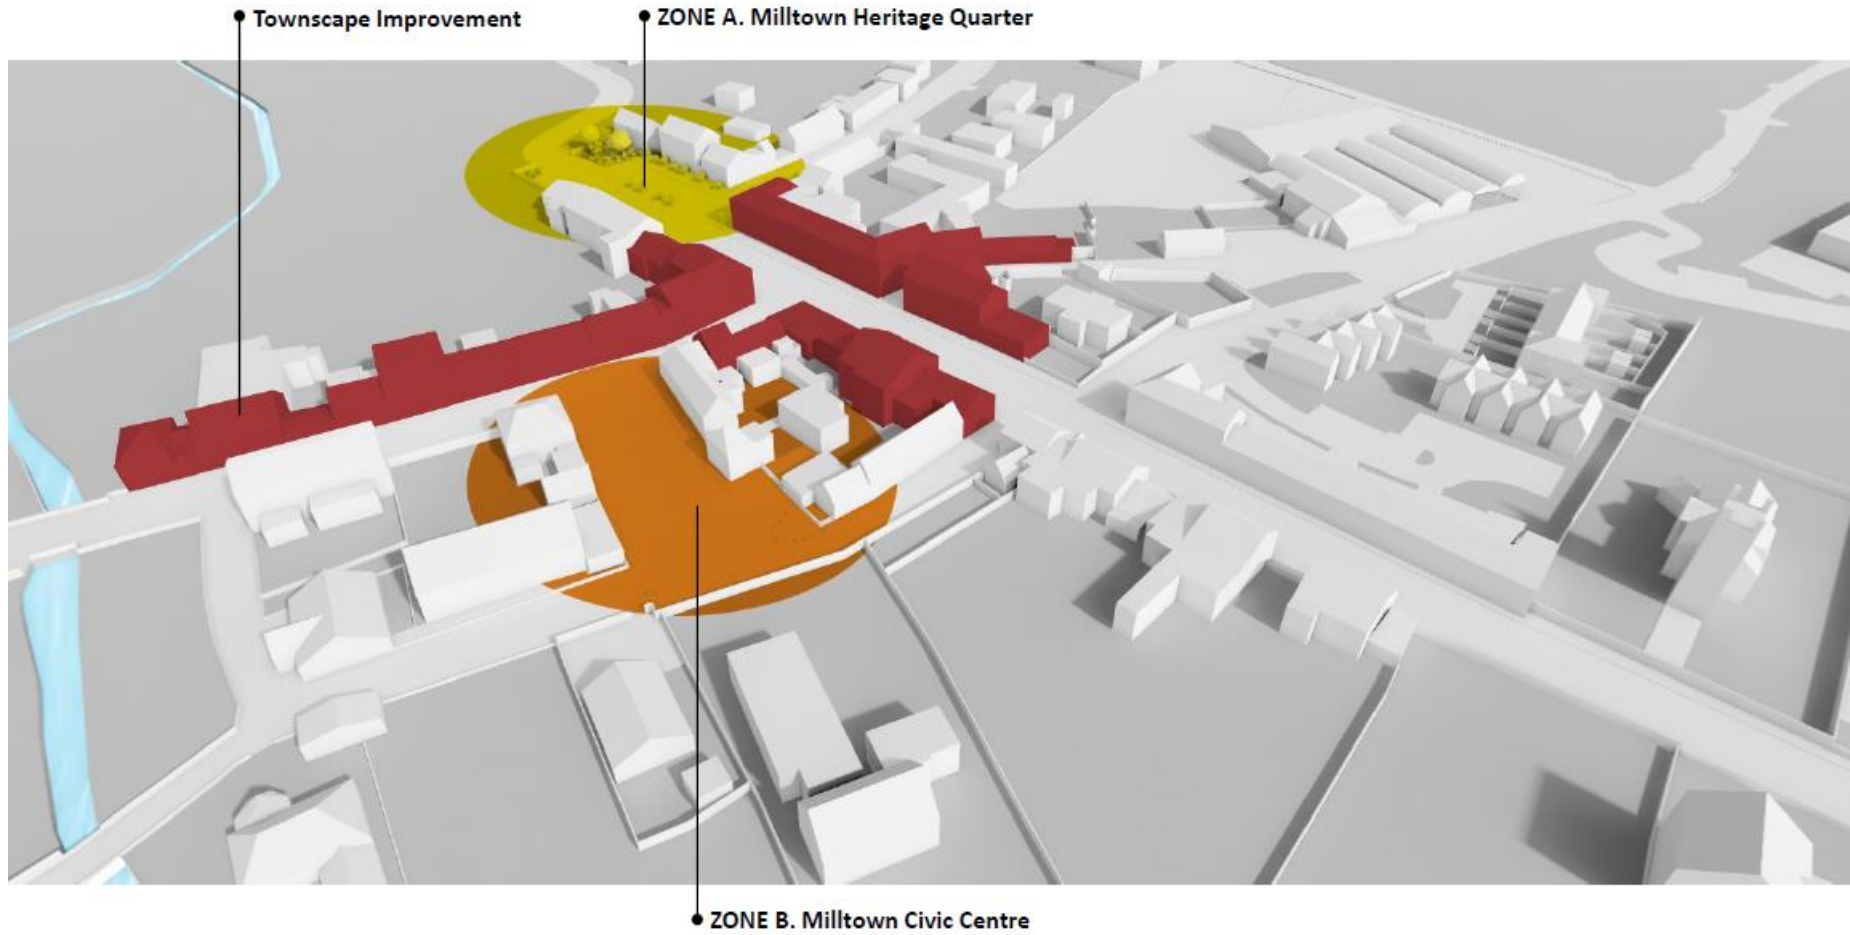 Townscape Improvement
ZONE A. Milltown Heritage Quarter
ZONE B. Milltown Civic Centre